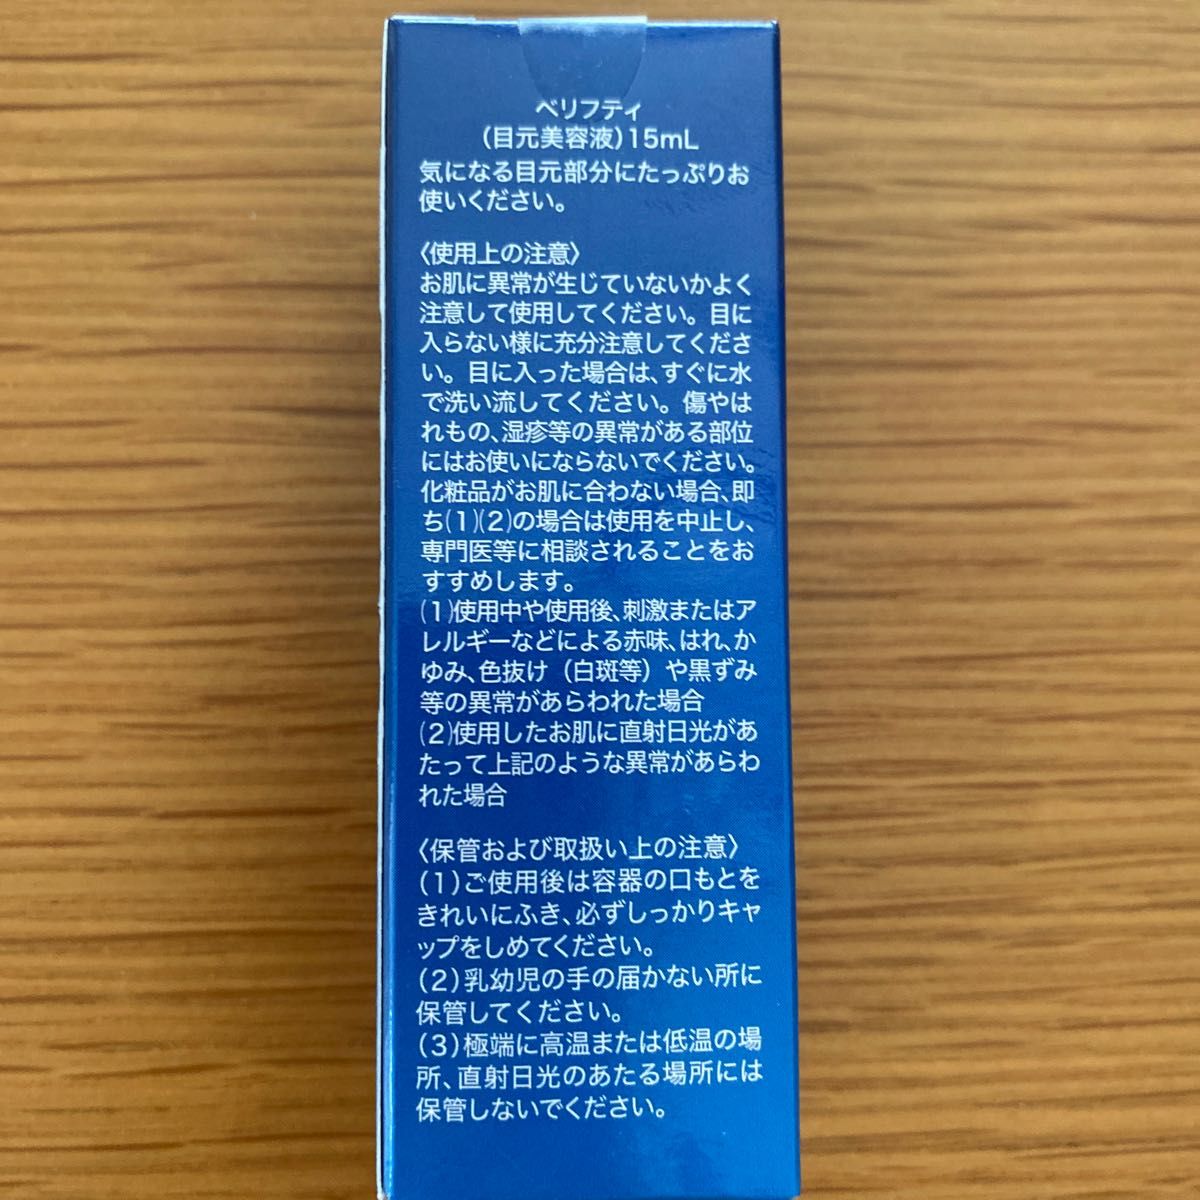 ベリフティ
(目元美容液)15mL
気になる目元部分にたっぷりお
使いください。
〈使用上の注意〉
お肌に異常が生じていないかよく
注意して使用してください。目に
入らない様に充分注意してくださ
い。目に入った場合は、すぐに水
で洗い流してください。傷やは
れもの、湿疹等の異常がある部位
にはお使いにならないでください。
化粧品がお肌に合わない場合、即
ち(1)(2)の場合は使用を中止し、
専門医等に相談されることをお
すすめします。
(1)使用中や使用後、刺激またはア
レルギーなどによる赤味、はれ、か
ゆみ、色抜け（白斑等）や黒ずみ
等の異常があらわれた場合
(2)使用したお肌に直射日光があ
たって上記のような異常があらわ
れた場合
〈保管および取扱い上の注意〉
(1)ご使用後は容器の口もとを
きれいにふき、必ずしっかりキャ
ップをしめてください。
(2)乳幼児の手の届かない所に
保管してください。
(3)極端に高温または低温の場
所、直射日光のあたる場所には
保管しないでください。